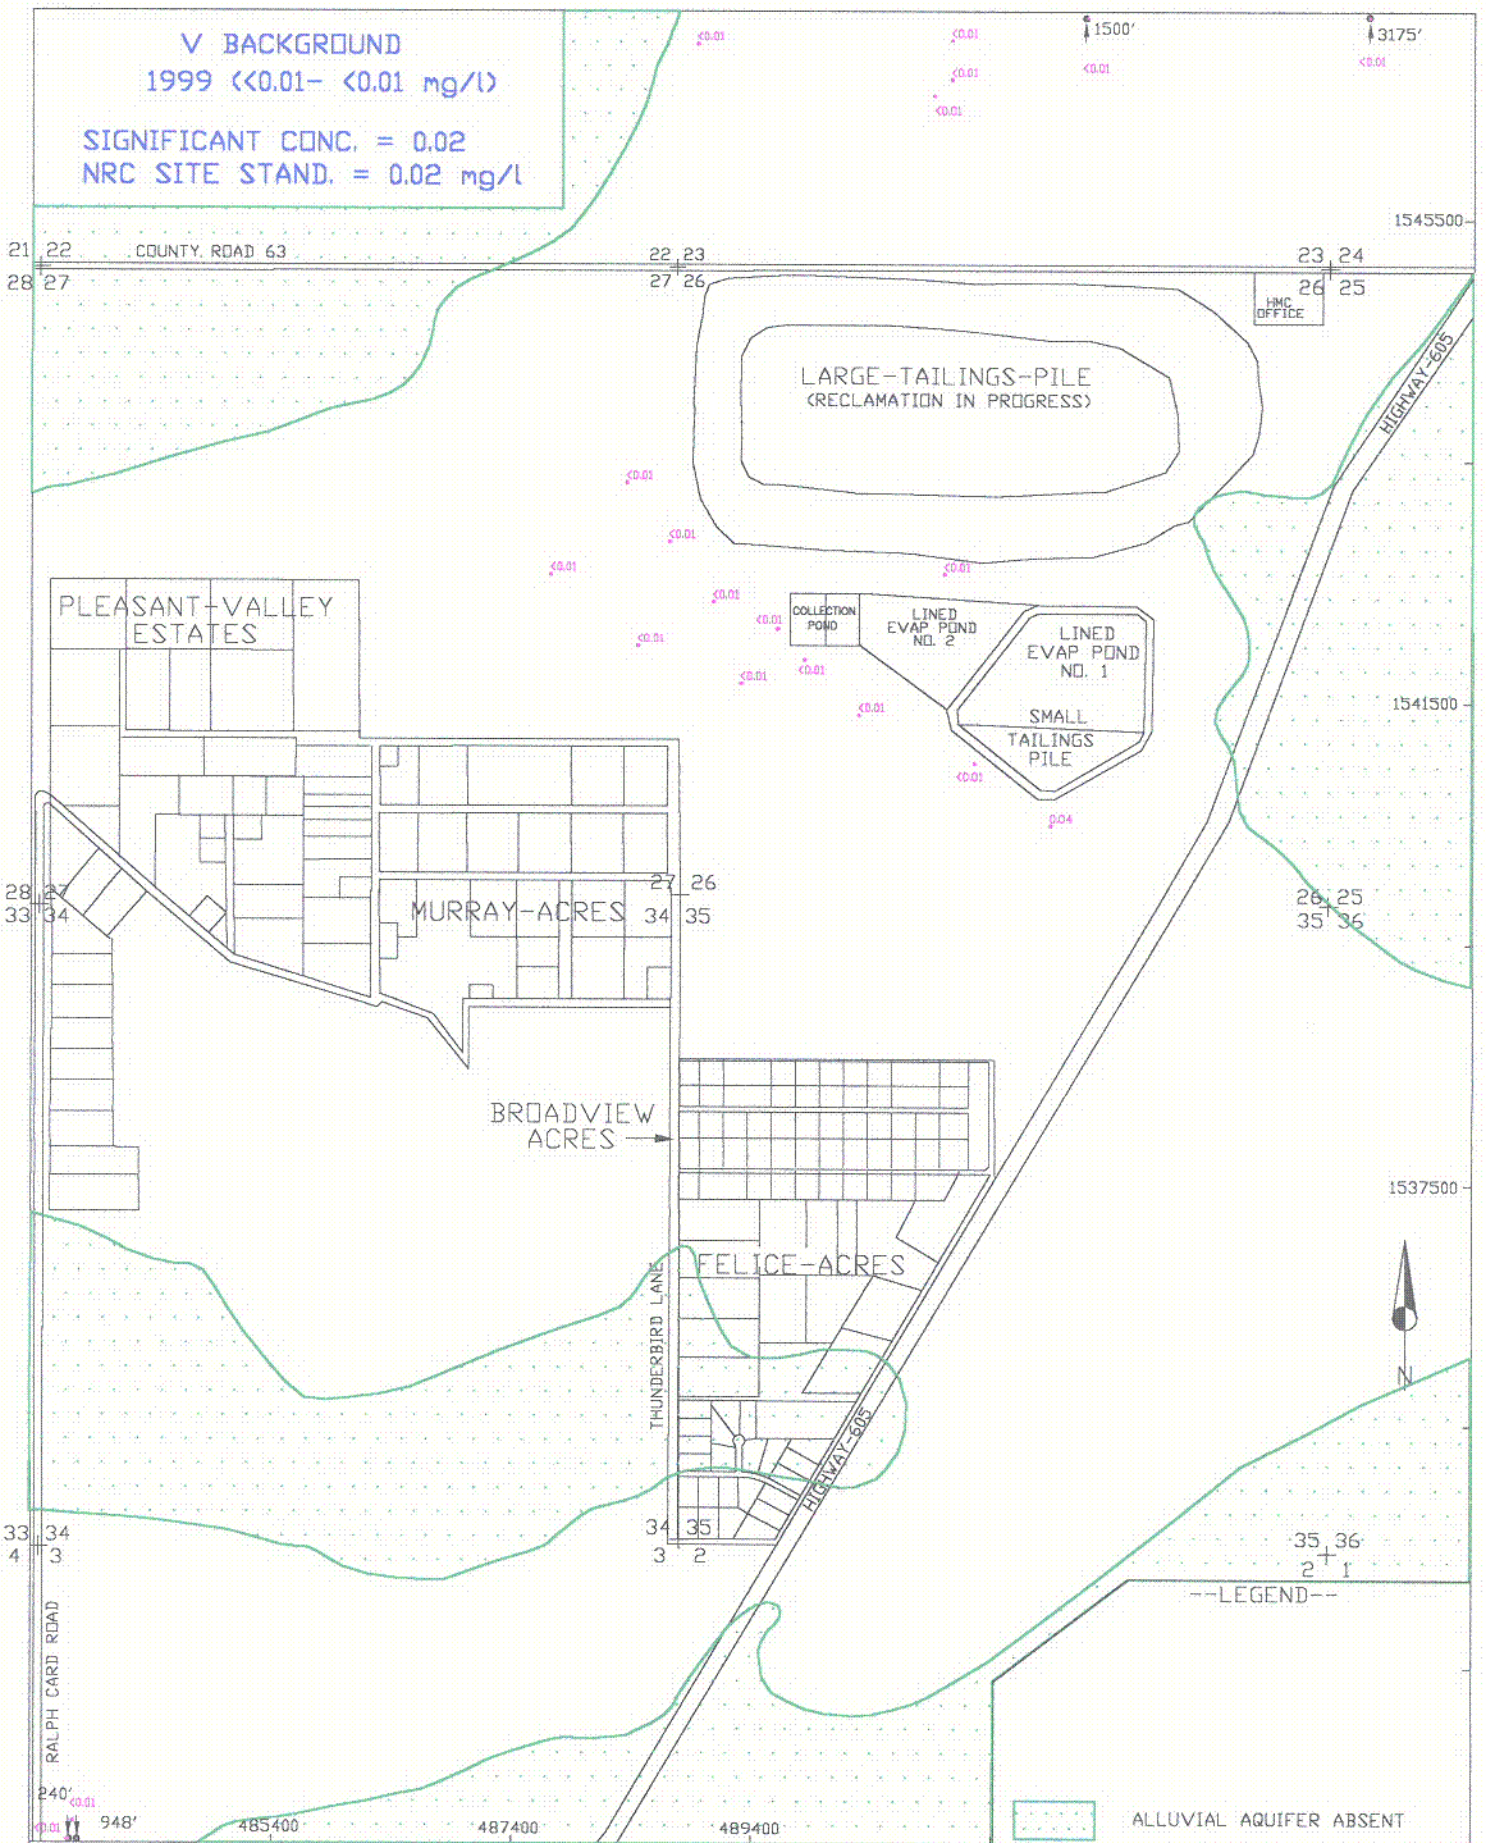 V BACKGROUND
1999 (<0.01- <0.01 mg/l)
SIGNIFICANT CONC. = 0.02
NRC SITE STAND. = 0.02 mg/l
<0.01
<0.01
<0.01
<0.01
1500'
<0.01
3175'
<0.01
1545500
21 22
28 27
COUNTY ROAD 63
22 23
27 26
23 24
26 25
HMC
OFFICE
HIGHWAY-605
LARGE-TAILINGS-PILE
(RECLAMATION IN PROGRESS)
<0.01
<0.01
<0.01
<0.01
<0.01
<0.01
<0.01
<0.01
<0.01
<0.01
<0.01
<0.01
0.04
PLEASANT-VALLEY
ESTATES
COLLECTION
POND
LINED
EVAP POND
NO. 2
LINED
EVAP POND
NO. 1
SMALL
TAILINGS
PILE
1541500
28 27
33 34
MURRAY-ACRES
27 26
34 35
26 25
35 36
BROADVIEW
ACRES
1537500
FELICE-ACRES
THUNDERBIRD LANE
HIGHWAY-605
N
33 34
4 3
34 35
3 2
35 36
2 1
--LEGEND--
RALPH CARD ROAD
240'
<0.01
<0.01
948'
485400
487400
489400
ALLUVIAL AQUIFER ABSENT